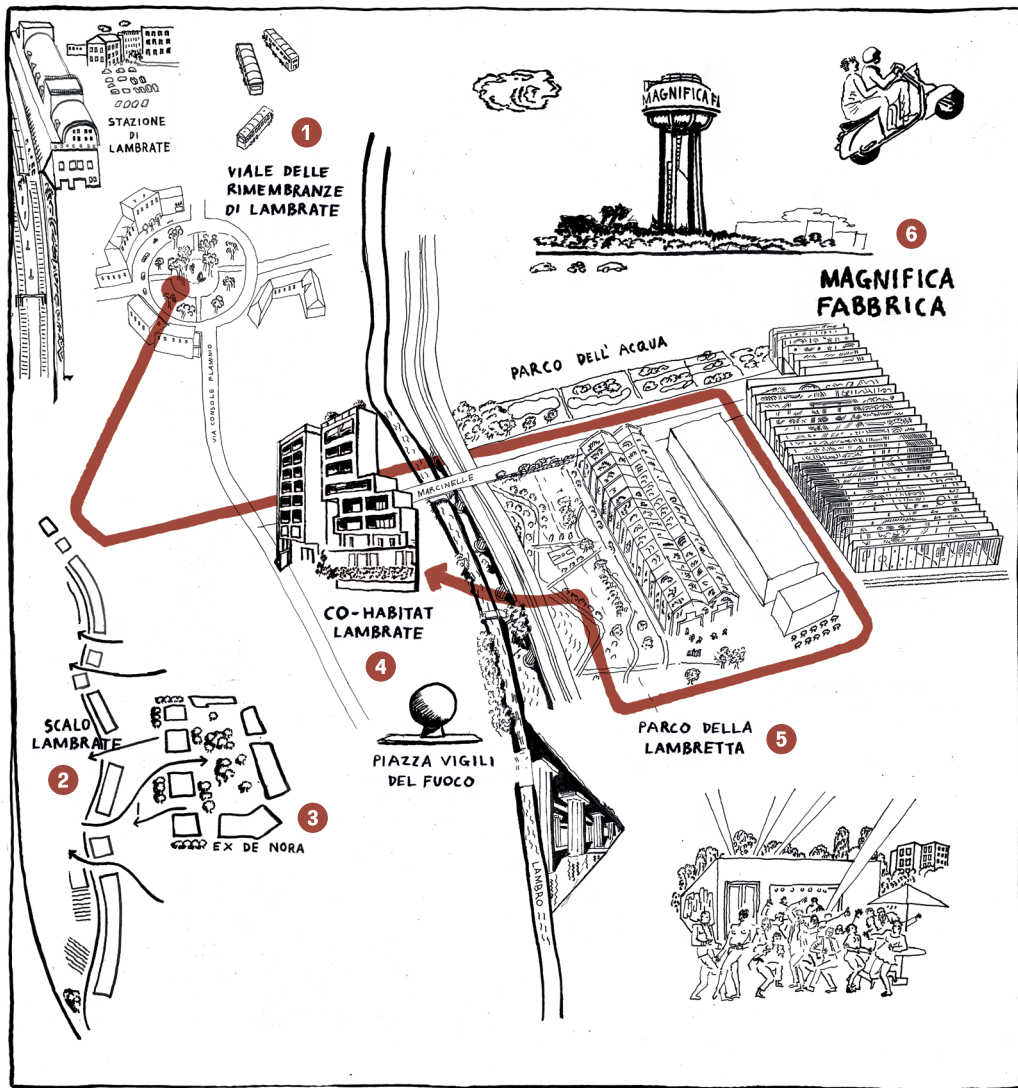 STAZIONE
DI
LAMBRATE
1
VIALE DELLE
RIMEMBRANZE
DI LAMBRATE
MAGNIFICA FA
6
MAGNIFICA
FABBRICA
PARCO DELL' ACQUA
VIA CONSOLE FLAMINIO
MARCINELLE
CO-HABITAT
LAMBRATE
4
SCALO
LAMBRATE
2
3
EX DE NORA
PIAZZA VIGILI
DEL FUOCO
PARCO DELLA
LAMBRETTA
5
LAMBRO